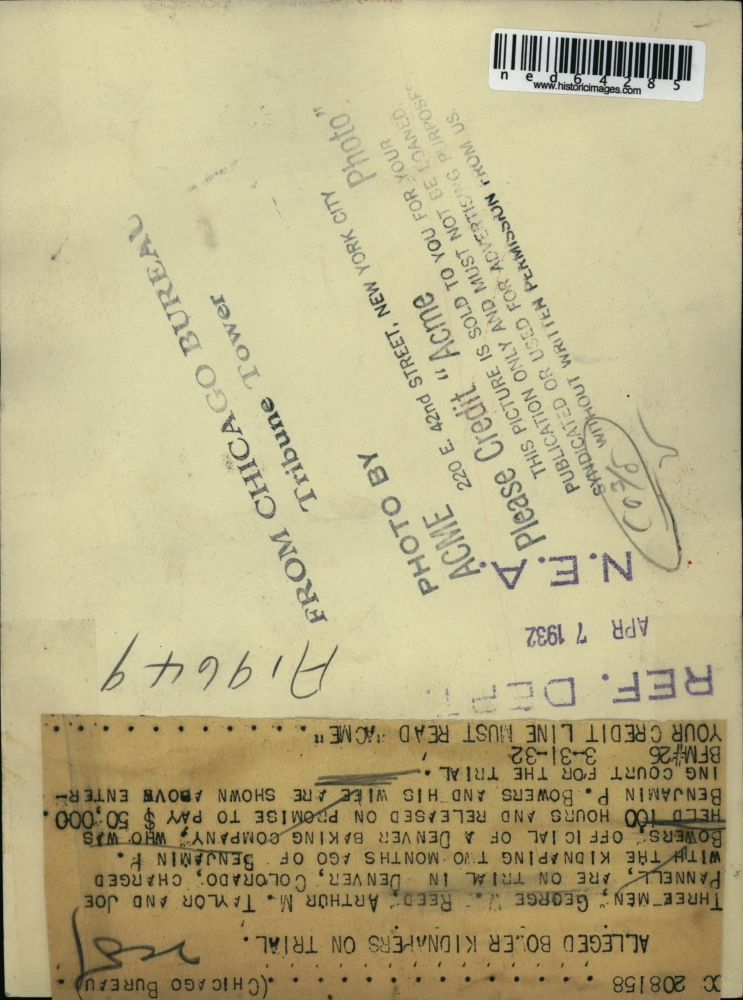 ned64285
www.historicimages.com
FROM CHICAGO BUREAU
Tribune Tower
PHOTO BY
ACME
220 E. 42nd STREET, NEW YORK CITY
Please Credit "Acme Photo"
THIS PICTURE IS SOLD TO YOU FOR YOUR
PUBLICATION ONLY AND MUST NOT BE LOANED
SYNDICATED OR USED FOR ADVERTISING PURPOSES
WITHOUT WRITTEN PERMISSION FROM US.
N.E.A.
APR 7 1932
REF. DEPT.
A19649
208158 . . . . . . . . . . . . . (CHICAGO BUREAU)
ALLEGED BOWER KIDNAPERS ON TRIAL.
THREE MEN, GEORGE W. REED, ARTHUR M. TAYLOR AND JOE
PANNELL, ARE ON TRIAL IN DENVER, COLORADO, CHARGED
WITH THE KIDNAPING TWO MONTHS AGO OF BENJAMIN P.
BOWERS, OFFICIAL OF A DENVER BAKING COMPANY, WHO WAS
HELD 100 HOURS AND RELEASED ON PROMISE TO PAY $ 50,000.
BENJAMIN P. BOWERS AND HIS WIFE ARE SHOWN ABOVE ENTER-
ING COURT FOR THE TRIAL.
BFM#26 3-31-32
YOUR CREDIT LINE MUST READ "ACME" . . . . . . . . . . .